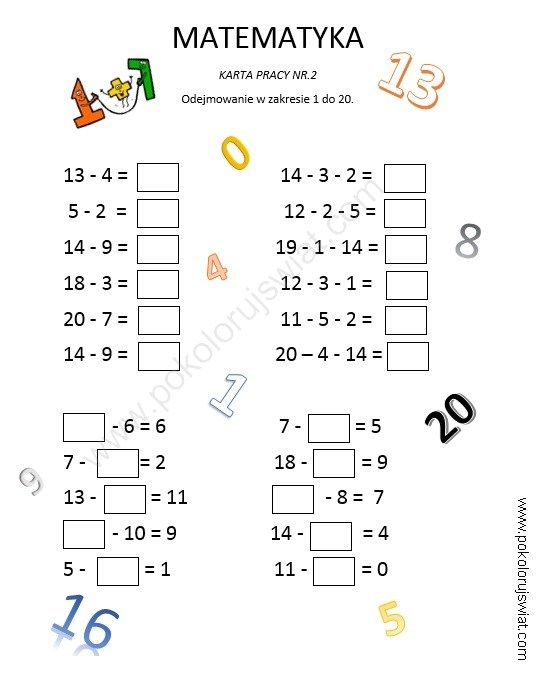 MATEMATYKA
KARTA PRACY NR.2
Odejmowanie w zakresie 1 do 20.
13
0
13 - 4 =
5 - 2 =
14 - 9 =
18 - 3 =
20 - 7 =
14 - 9 =
14 - 3 - 2 =
12 - 2 - 5 =
19 - 1 - 14 =
12 - 3 - 1 =
11 - 5 - 2 =
20 – 4 - 14 =
8
4
1
20
www.pokolorujswiat.com
- 6 = 6
7 - = 2
13 - = 11
- 10 = 9
5 - = 1
7 - = 5
18 - = 9
- 8 = 7
14 - = 4
11 - = 0
9
16
5
www.pokolorujswiat.com